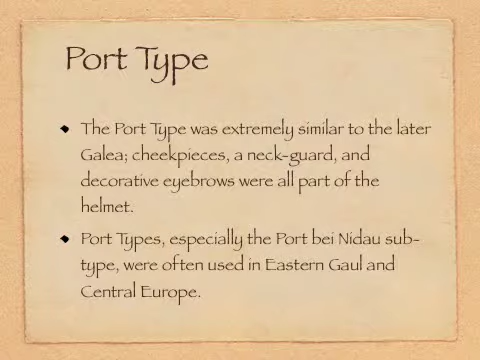 Port Type
The Port Type was extremely similar to the later
Galea; cheekpieces, a neck-guard, and
decorative eyebrows were all part of the
helmet.
Port Types, especially the Port bei Nidau sub-
type, were often used in Eastern Gaul and
Central Europe.